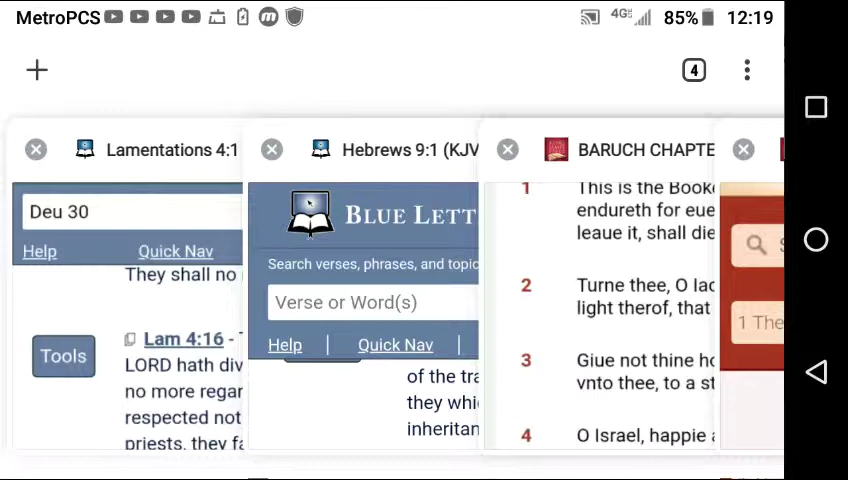 MetroPCS 4G 85% 12:19
4
Lamentations 4:1
Deu 30
Help Quick Nav
They shall no
Lam 4:16 -
Tools
LORD hath div
no more regar
respected not
priests, they fa
Hebrews 9:1 (KJV
BLUE LETT
Search verses, phrases, and topic
Verse or Word(s)
Help | Quick Nav |
of the tra
they whi
inheritan
BARUCH CHAPTE
1 This is the Booke
endureth for eue
leaue it, shall die
2 Turne thee, O Iac
light therof, that
3 Giue not thine ho
vnto thee, to a st
4 O Israel, happie a
1 The